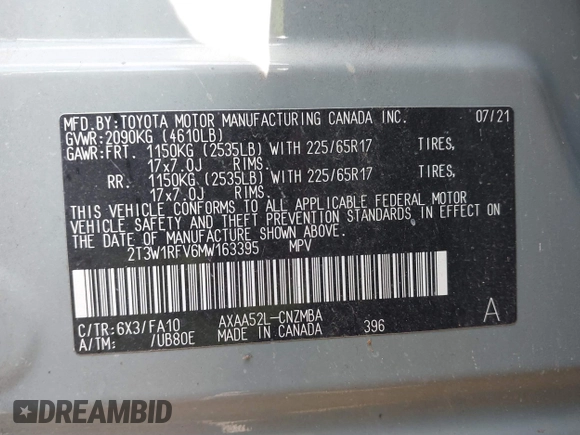 MFD.BY:TOYOTA MOTOR MANUFACTURING CANADA INC. 07/21
GVWR:2090KG (4610LB)
GAWR:FRT. 1150KG (2535LB) WITH 225/65R17 TIRES,
17x7.0J RIMS.
RR. 1150KG (2535LB) WITH 225/65R17 TIRES,
17x7.0J RIMS.
THIS VEHICLE CONFORMS TO ALL APPLICABLE FEDERAL MOTOR
VEHICLE SAFETY AND THEFT PREVENTION STANDARDS IN EFFECT
ON THE DATE OF MANUFACTURE SHOWN ABOVE.
2T3W1RFV6MW163395 MPV
C/TR:6X3/FA10 AXAA52L-CNZMBA A
A/TM: /UB80E MADE IN CANADA 396
DREAMBID